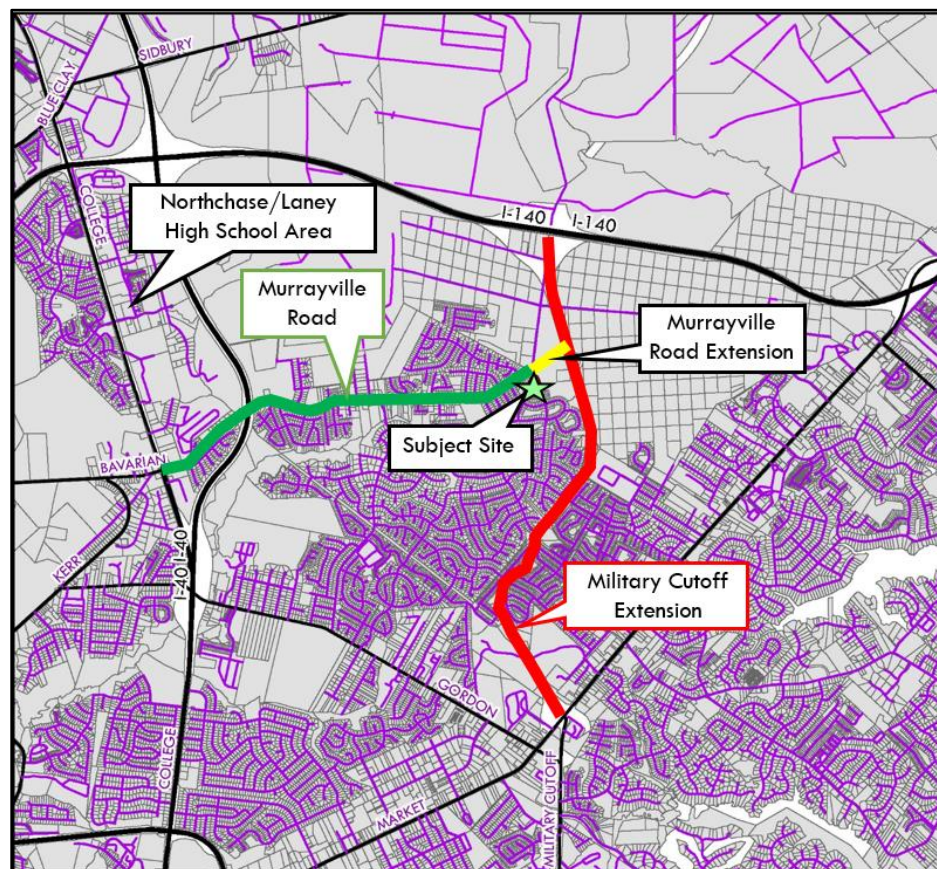 SIDBURY
BLUE CLAY
COLLEGE
Northchase/Laney
High School Area
I-140
I-140
Murrayville
Road
Murrayville
Road Extension
Subject Site
BAVARIAN
KERR
I-40
I-40
Military Cutoff
Extension
GORDON
COLLEGE
MARKET
MILITARY CUTOFF